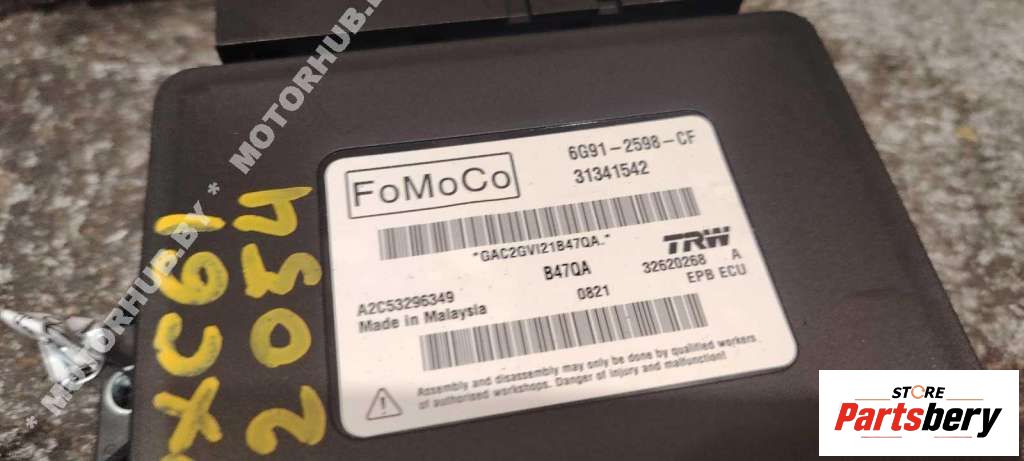 * MOTORHUB.BY * MOTORHUB.BY *
FoMoCo
6G91-2598-CF
31341542
*GAC2GVI21B47QA.*
B47QA
TRW
32620268 A
EPB ECU
A2C53296349
0821
Made in Malaysia
Assembly and disassembly may only be done by qualified workers
of authorised workshops. Danger of injury and malfunction!
2054
STORE
Partsbery